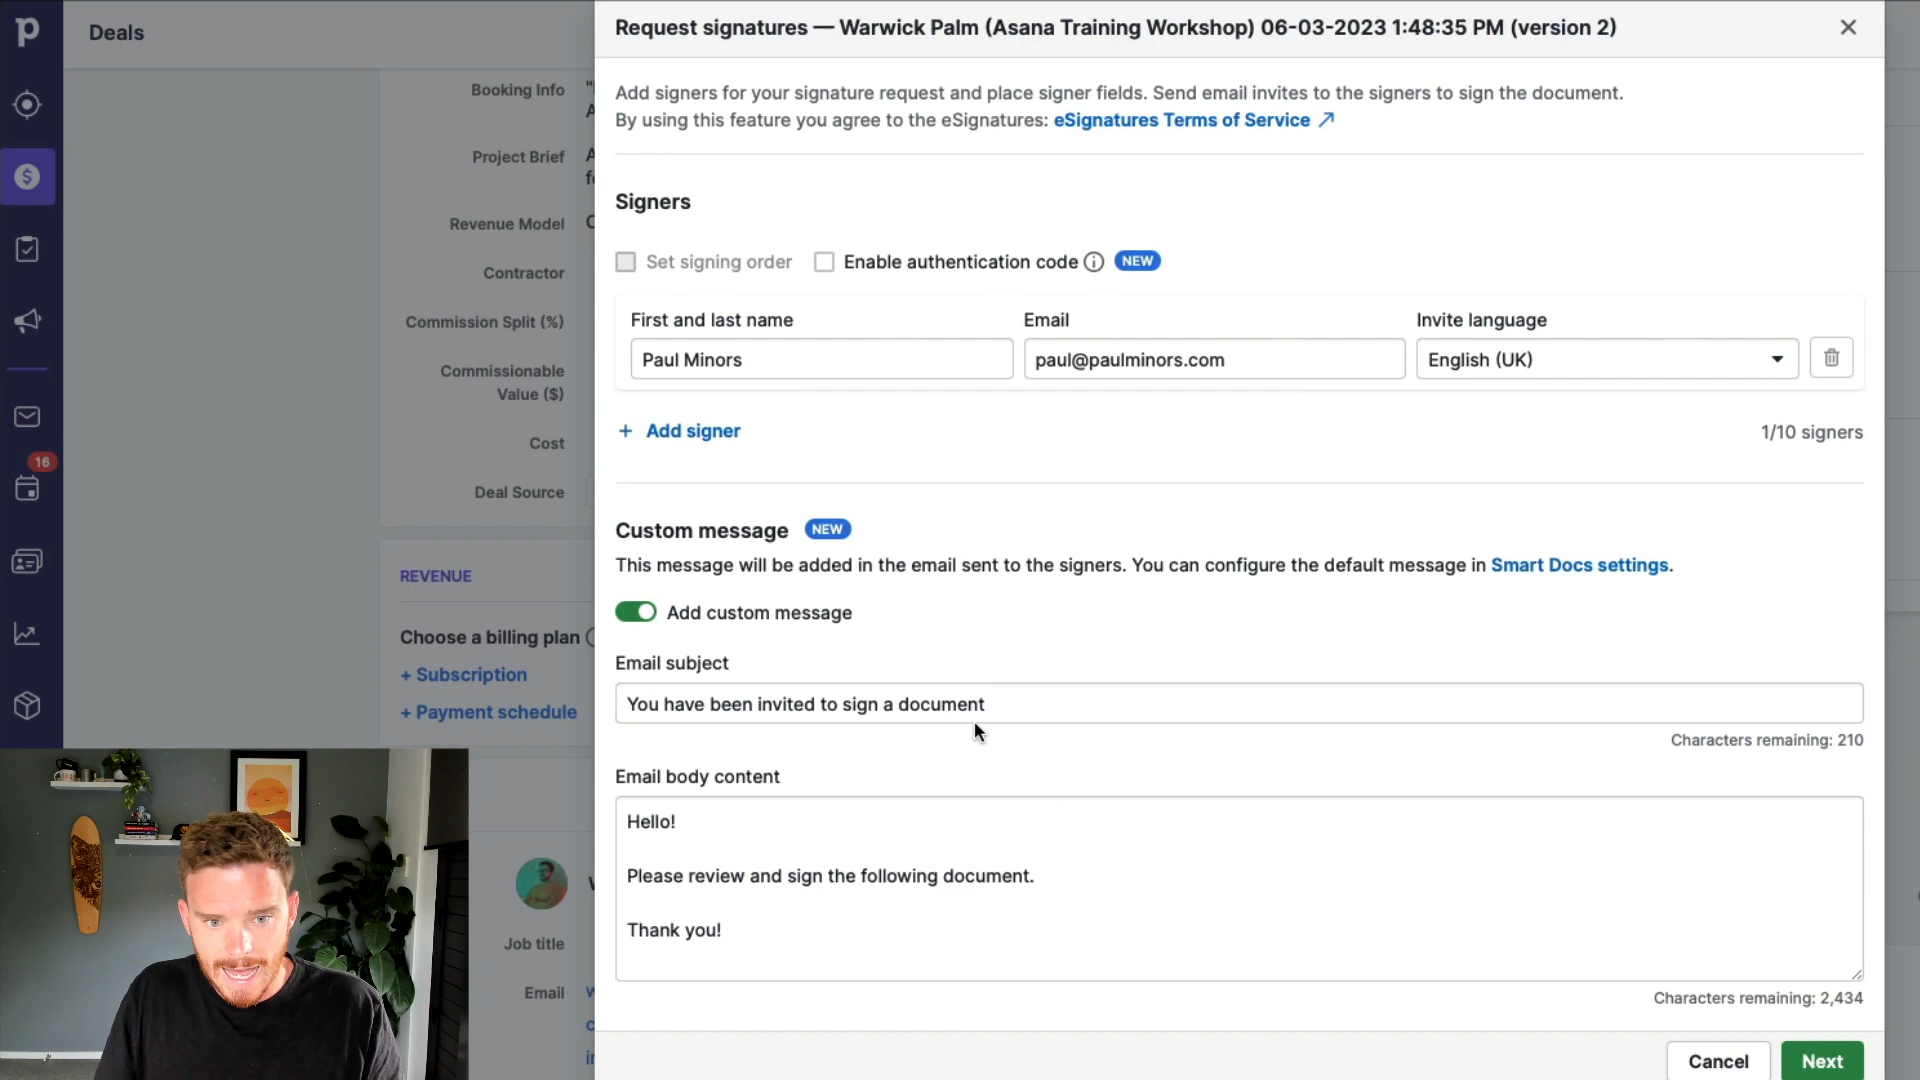 Deals
Request signatures — Warwick Palm (Asana Training Workshop) 06-03-2023 1:48:35 PM (version 2)
Add signers for your signature request and place signer fields. Send email invites to the signers to sign the document.
By using this feature you agree to the eSignatures: eSignatures Terms of Service
Signers
Set signing order
Enable authentication code
NEW
First and last name
Email
Invite language
Paul Minors
paul@paulminors.com
English (UK)
+ Add signer
1/10 signers
Custom message
NEW
This message will be added in the email sent to the signers. You can configure the default message in Smart Docs settings.
Add custom message
Email subject
You have been invited to sign a document
Characters remaining: 210
Email body content
Hello!
Please review and sign the following document.
Thank you!
Characters remaining: 2,434
Cancel
Next
Booking Info
Project Brief
Revenue Model
Contractor
Commission Split (%)
Commissionable
Value ($)
Cost
Deal Source
16
REVENUE
Choose a billing plan
+ Subscription
+ Payment schedule
Job title
Email